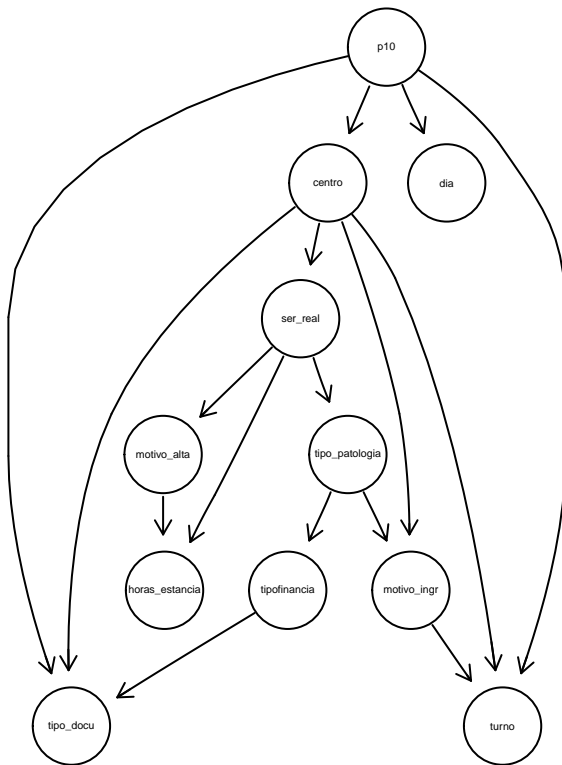 p10
centro
dia
ser_real
motivo_alta
tipo_patologia
horas_estancia
tipofinancia
motivo_ingr
tipo_docu
turno